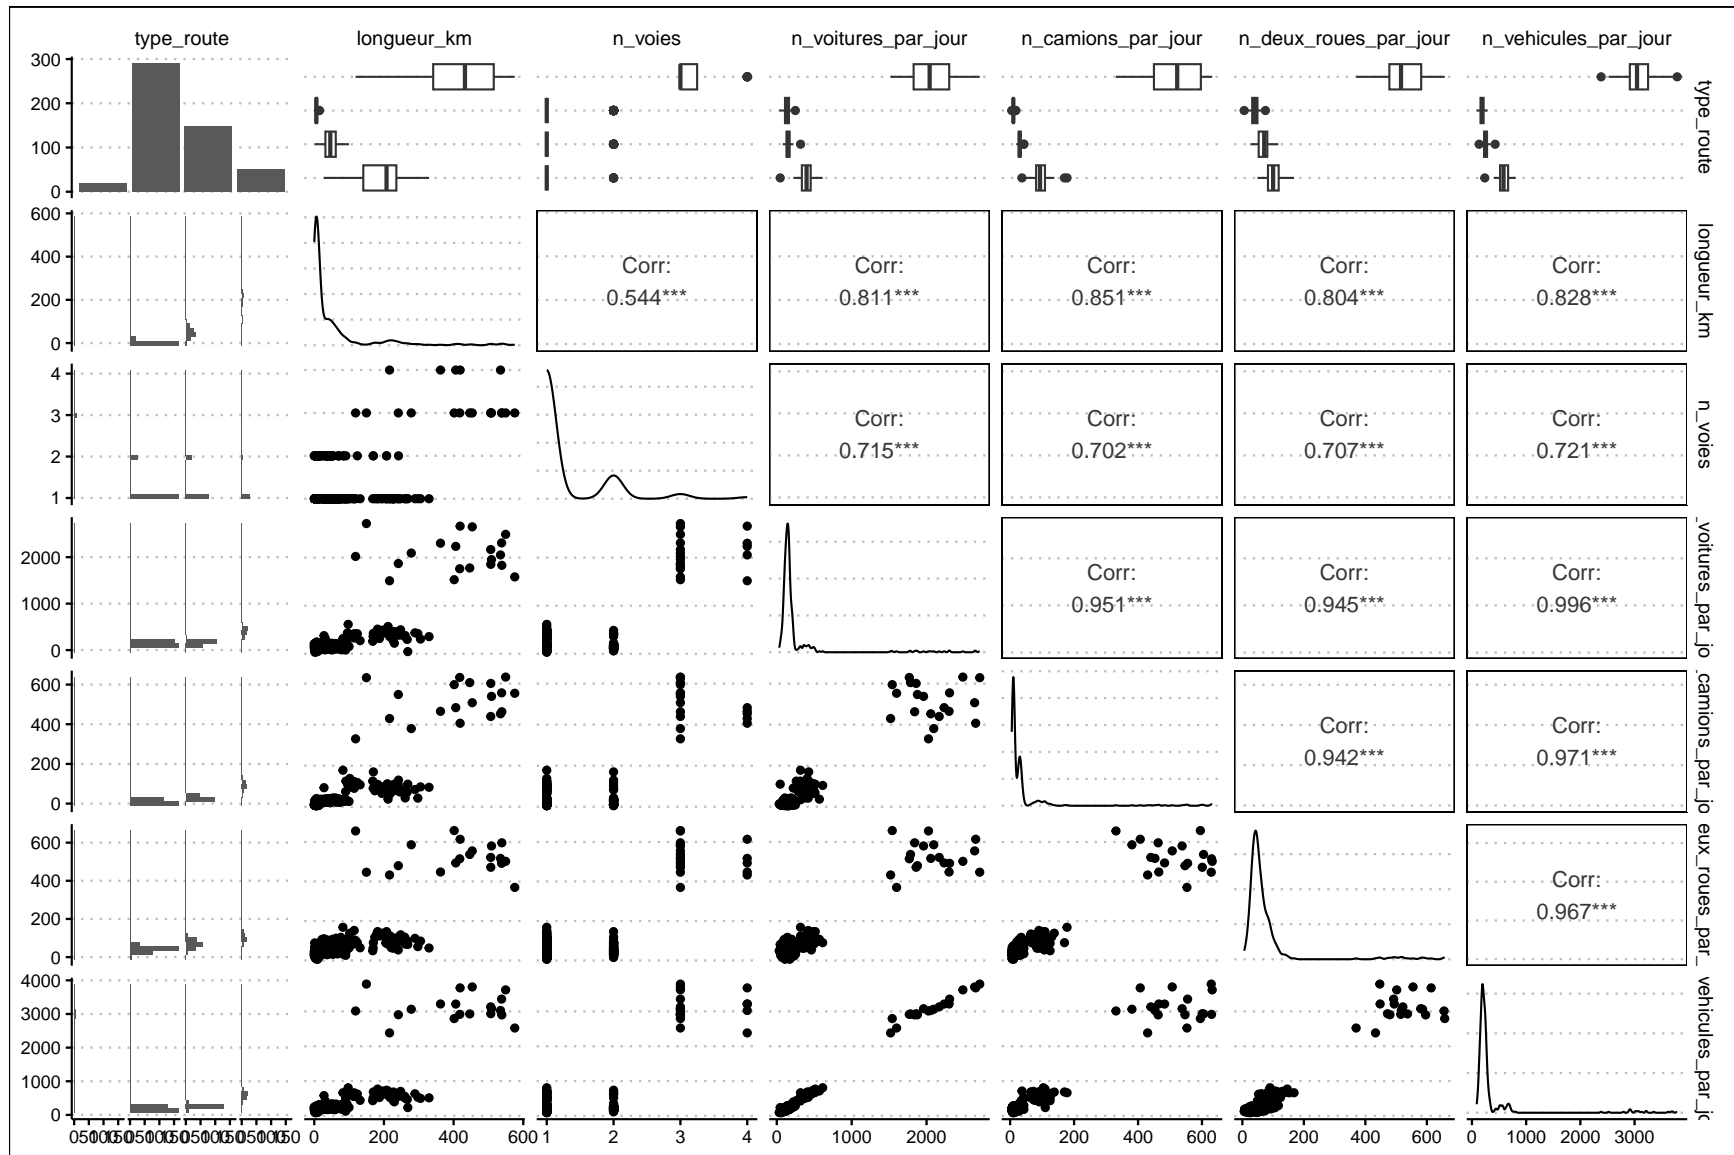 type_route longueur_km n_voies n_voitures_par_jour n_camions_par_jour n_deux_roues_par_jour n_vehicules_par_jour
300
200
100
0
type_route
600
400
200
0
Corr: Corr: Corr: Corr: Corr:
0.544*** 0.811*** 0.851*** 0.804*** 0.828***
longueur_km
4
3
2
1
Corr: Corr: Corr: Corr:
0.715*** 0.702*** 0.707*** 0.721***
n_voies
2000
1000
0
Corr: Corr: Corr:
0.951*** 0.945*** 0.996***
_voitures_par_jo
600
400
200
0
Corr: Corr:
0.942*** 0.971***
_camions_par_jo
600
400
200
0
Corr:
0.967***
eux_roues_par_
4000
3000
2000
1000
0
vehicules_par_jo
0 200 400 600 1 2 3 4 0 1000 2000 0 200 400 600 0 200 400 600 0 1000 2000 3000